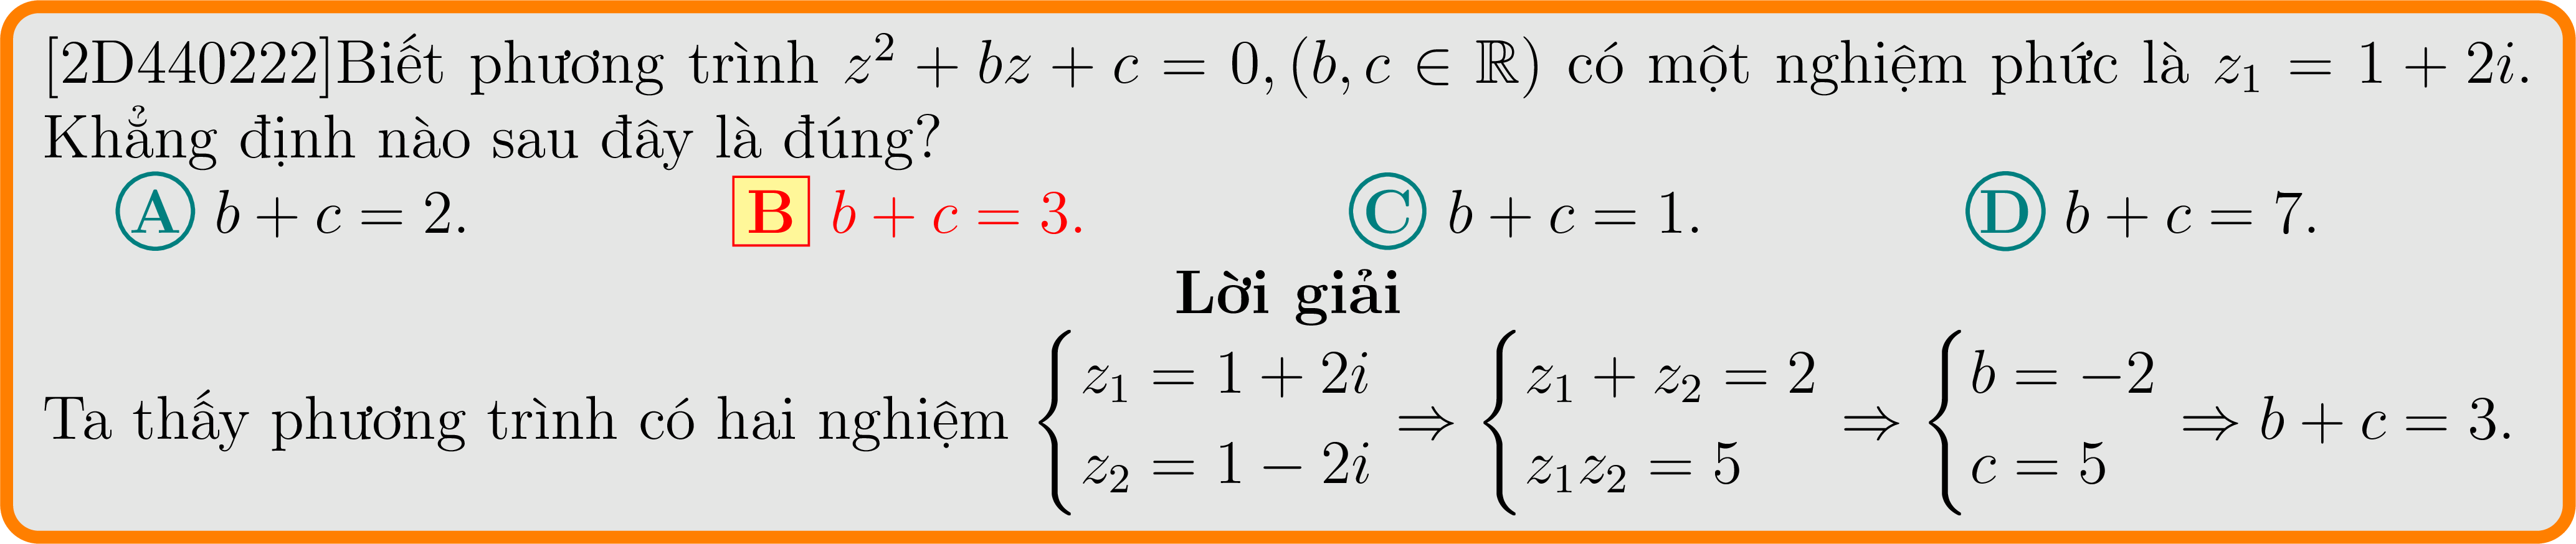 [2D440222]Biết phương trình $z^2 + bz + c = 0, (b, c \in \mathbb{R})$ có một nghiệm phức là $z_1 = 1 + 2i$.
Khẳng định nào sau đây là đúng?
A $b + c = 2$. B $b + c = 3$. C $b + c = 1$. D $b + c = 7$.
Lời giải
Ta thấy phương trình có hai nghiệm $\begin{cases} z_1 = 1 + 2i \\ z_2 = 1 - 2i \end{cases} \Rightarrow \begin{cases} z_1 + z_2 = 2 \\ z_1 z_2 = 5 \end{cases} \Rightarrow \begin{cases} b = -2 \\ c = 5 \end{cases} \Rightarrow b + c = 3$.